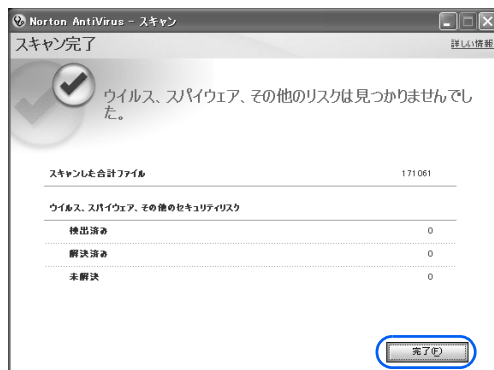 Norton AntiVirus - スキャン
スキャン完了
詳しい情報
ウイルス、スパイウェア、その他のリスクは見つかりませんでし
た。
スキャンした合計ファイル 171061
ウイルス、スパイウェア、その他のセキュリティリスク
検出済み 0
解決済み 0
未解決 0
完了(F)